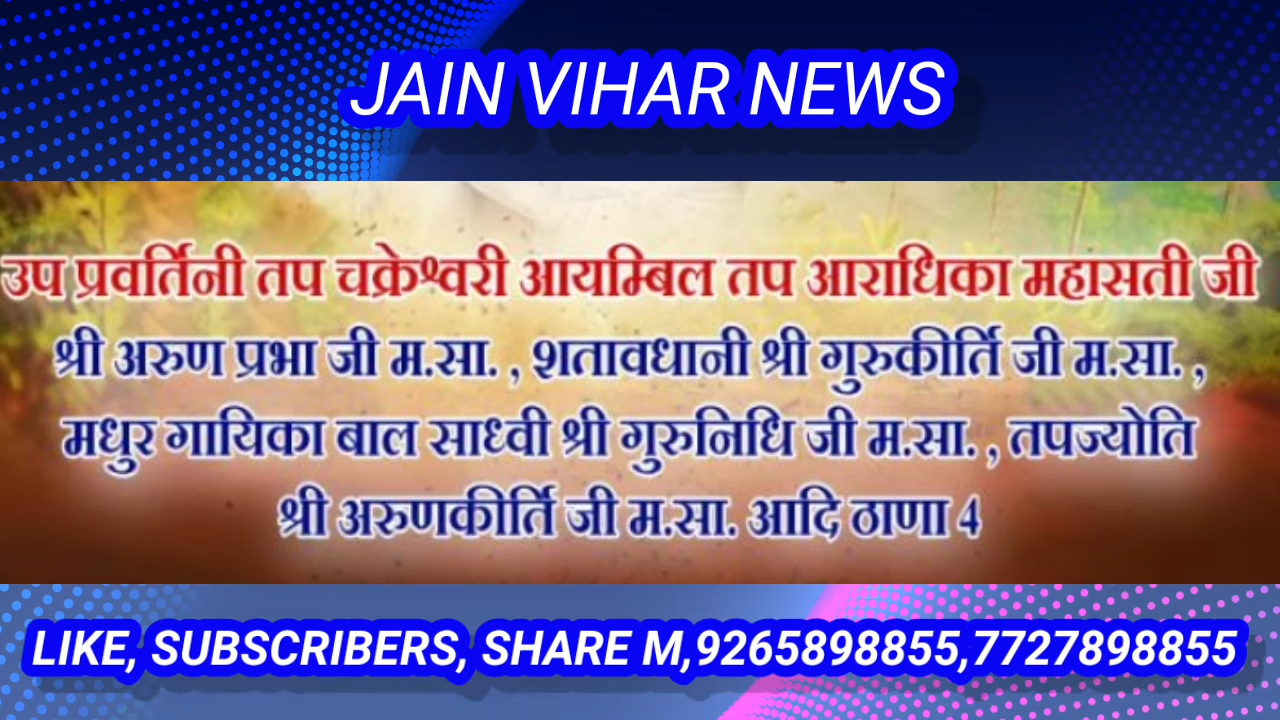 JAIN VIHAR NEWS
उप प्रवर्तिनी तप चक्रेश्वरी आयम्बिल तप आराधिका महासती जी
श्री अरुण प्रभा जी म.सा. , शतावधानी श्री गुरुकीर्ति जी म.सा. ,
मधुर गायिका बाल साध्वी श्री गुरुनिधि जी म.सा. , तपज्योति
श्री अरुणकीर्ति जी म.सा. आदि ठाणा 4
LIKE, SUBSCRIBERS, SHARE M,9265898855,7727898855